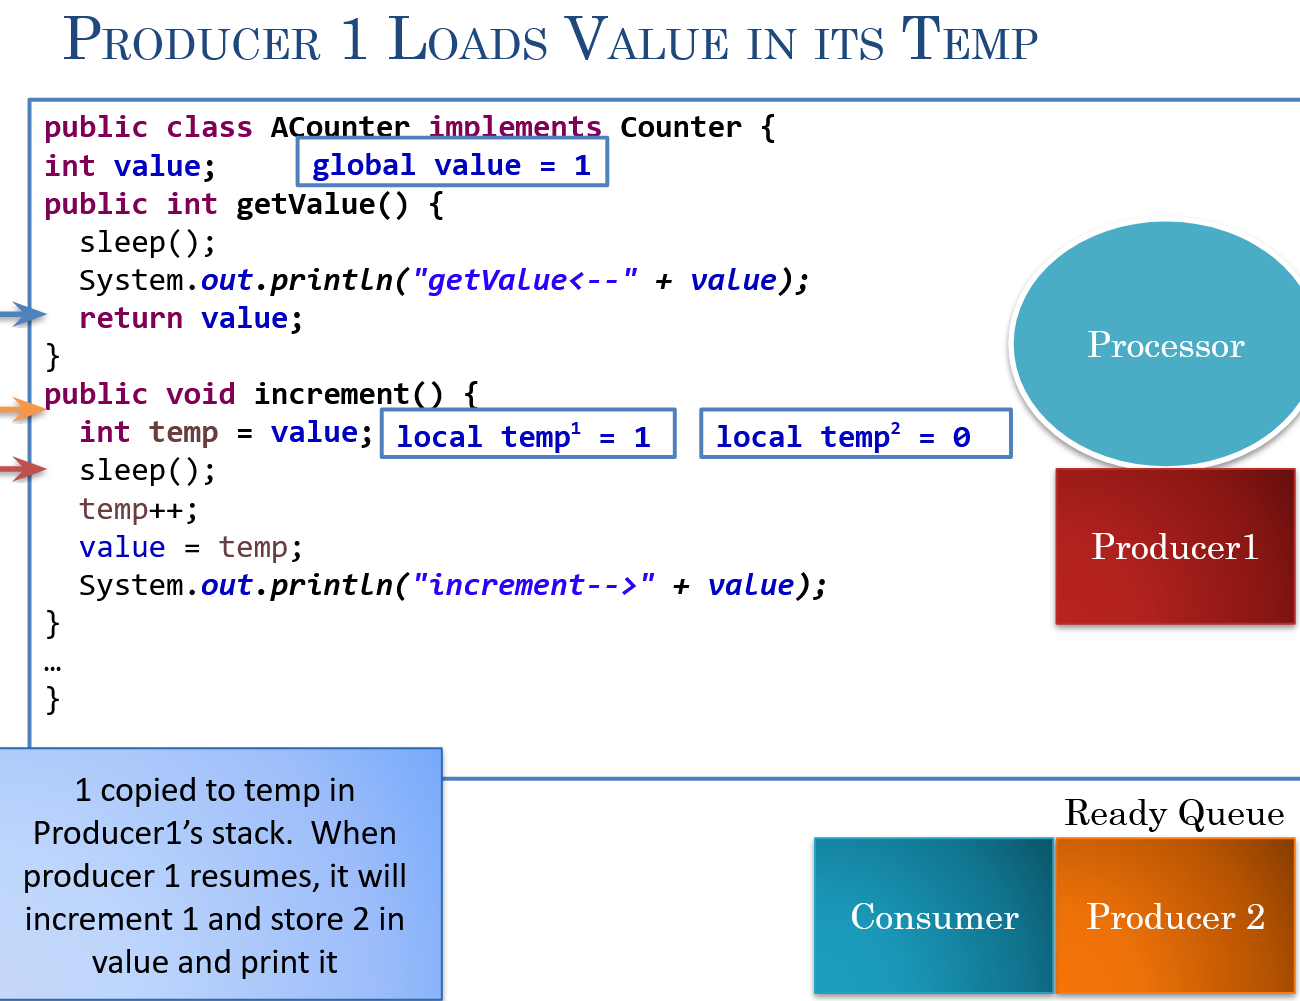 Producer 1 Loads Value in its Temp
public class ACounter implements Counter {
int value;
global value = 1
public int getValue() {
sleep();
System.out.println("getValue<--" + value);
return value;
}
public void increment() {
int temp = value;
local temp¹ = 1
local temp² = 0
sleep();
temp++;
value = temp;
System.out.println("increment-->" + value);
}
…
}
Processor
Producer1
1 copied to temp in
Producer1’s stack. When
producer 1 resumes, it will
increment 1 and store 2 in
value and print it
Ready Queue
Consumer
Producer 2